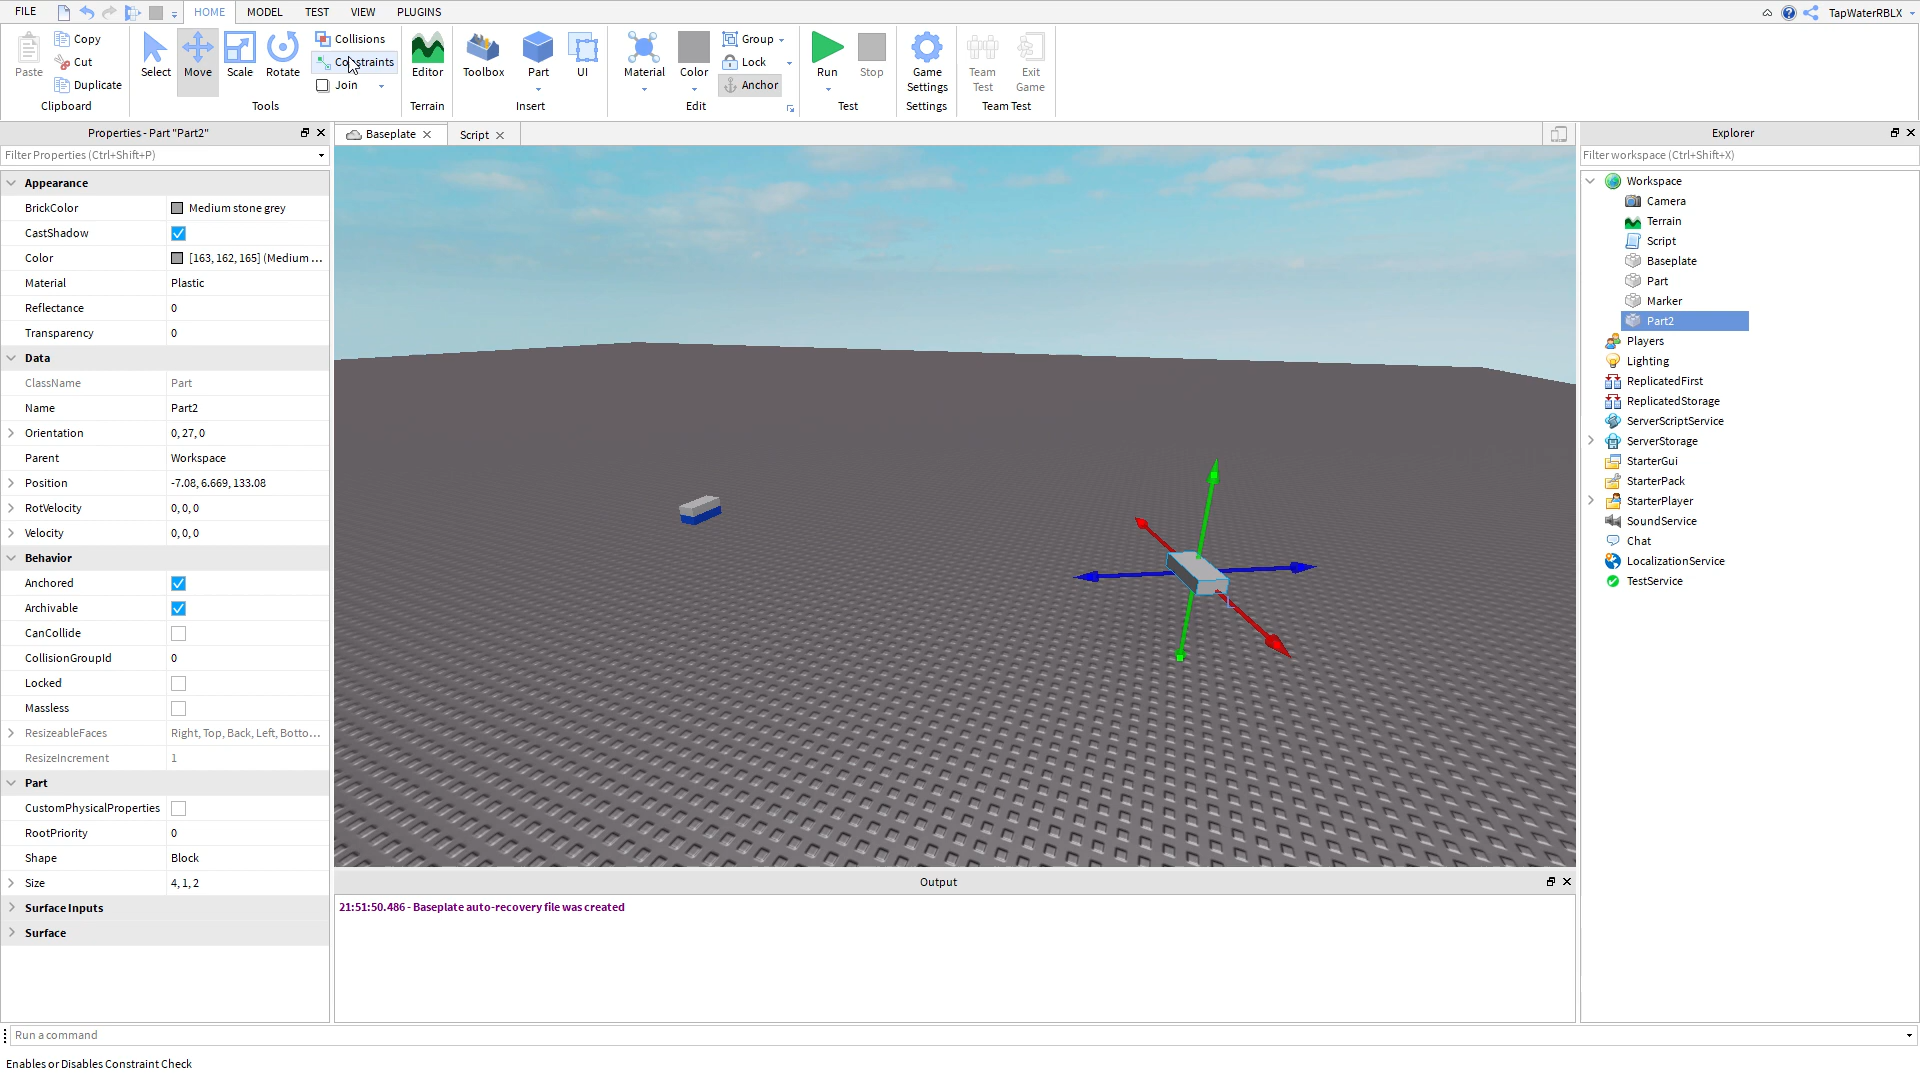 FILE HOME MODEL TEST VIEW PLUGINS TapWaterRBLX
Paste
Copy
Cut
Duplicate
Clipboard
Select Move Scale Rotate
Collisions
Constraints
Join
Tools
Editor
Terrain
Toolbox Part UI
Insert
Material Color
Group
Lock
Anchor
Edit
Run Stop
Test
Game
Settings
Settings
Team
Test
Exit
Game
Team Test
Properties - Part "Part2"
Filter Properties (Ctrl+Shift+P)
Appearance
BrickColor Medium stone grey
CastShadow
Color [163, 162, 165] (Medium ...
Material Plastic
Reflectance 0
Transparency 0
Data
ClassName Part
Name Part2
Orientation 0, 27, 0
Parent Workspace
Position -7.08, 6.669, 133.08
RotVelocity 0, 0, 0
Velocity 0, 0, 0
Behavior
Anchored
Archivable
CanCollide
CollisionGroupId 0
Locked
Massless
ResizeableFaces Right, Top, Back, Left, Botto...
ResizeIncrement 1
Part
CustomPhysicalProperties
RootPriority 0
Shape Block
Size 4, 1, 2
Surface Inputs
Surface
Baseplate Script
Output
21:51:50.486 - Baseplate auto-recovery file was created
Explorer
Filter workspace (Ctrl+Shift+X)
Workspace
Camera
Terrain
Script
Baseplate
Part
Marker
Part2
Players
Lighting
ReplicatedFirst
ReplicatedStorage
ServerScriptService
ServerStorage
StarterGui
StarterPack
StarterPlayer
SoundService
Chat
LocalizationService
TestService
Run a command
Enables or Disables Constraint Check